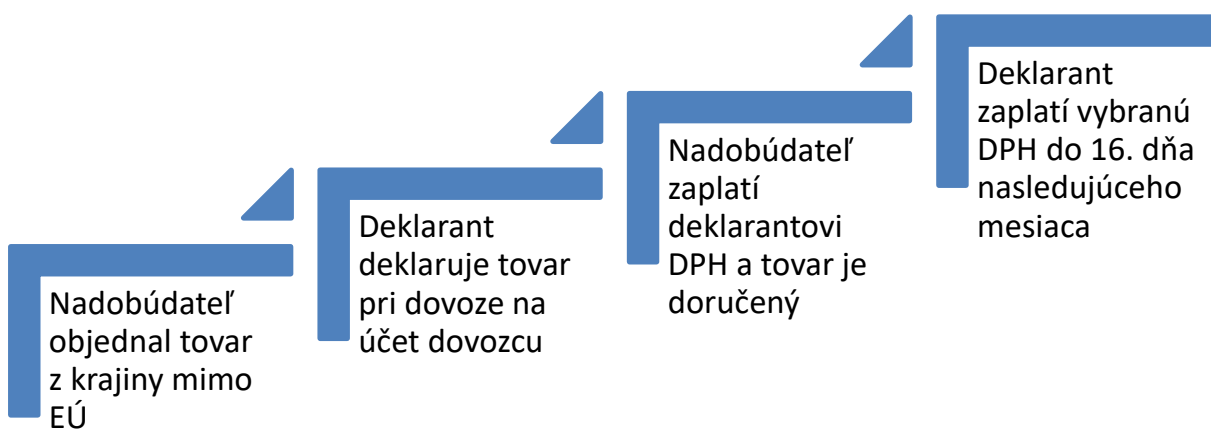 Nadobúdateľ
objednal tovar
z krajiny mimo
EÚ
Deklarant
deklaruje tovar
pri dovoze na
účet dovozcu
Nadobúdateľ
zaplatí
deklarantovi
DPH a tovar je
doručený
Deklarant
zaplatí vybranú
DPH do 16. dňa
nasledujúceho
mesiaca